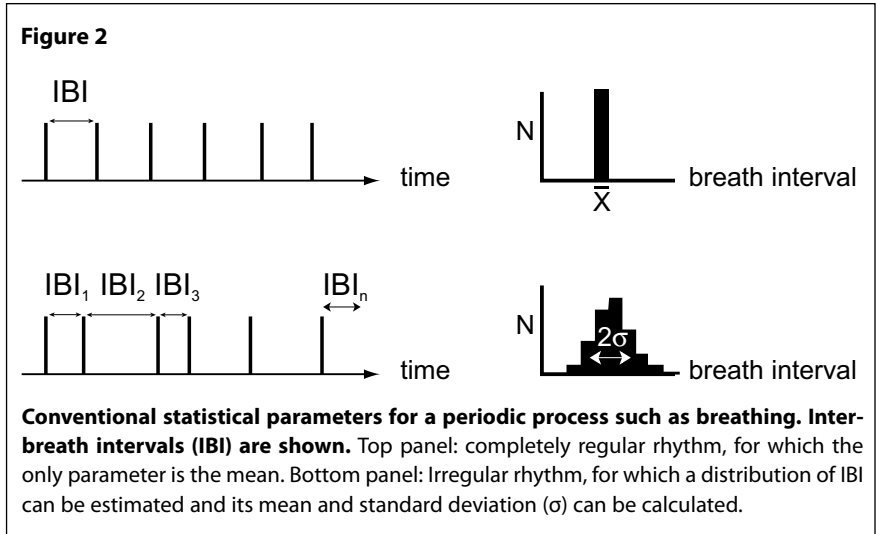 Figure 2
IBI
time
N
breath interval
X̄
IBI₁ IBI₂ IBI₃ IBIₙ
time
N
2σ
breath interval
Conventional statistical parameters for a periodic process such as breathing. Inter-
breath intervals (IBI) are shown. Top panel: completely regular rhythm, for which the
only parameter is the mean. Bottom panel: Irregular rhythm, for which a distribution of IBI
can be estimated and its mean and standard deviation (σ) can be calculated.